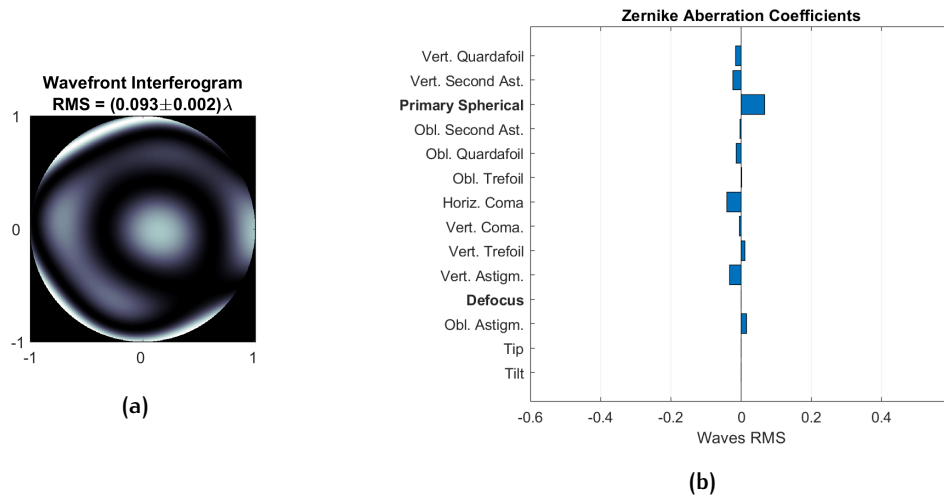 Wavefront Interferogram
RMS = (0.093±0.002)λ
1
0
-1
-1 0 1
(a)
Zernike Aberration Coefficients
Vert. Quardafoil
Vert. Second Ast.
Primary Spherical
Obl. Second Ast.
Obl. Quardafoil
Obl. Trefoil
Horiz. Coma
Vert. Coma.
Vert. Trefoil
Vert. Astigm.
Defocus
Obl. Astigm.
Tip
Tilt
-0.6 -0.4 -0.2 0 0.2 0.4
Waves RMS
(b)